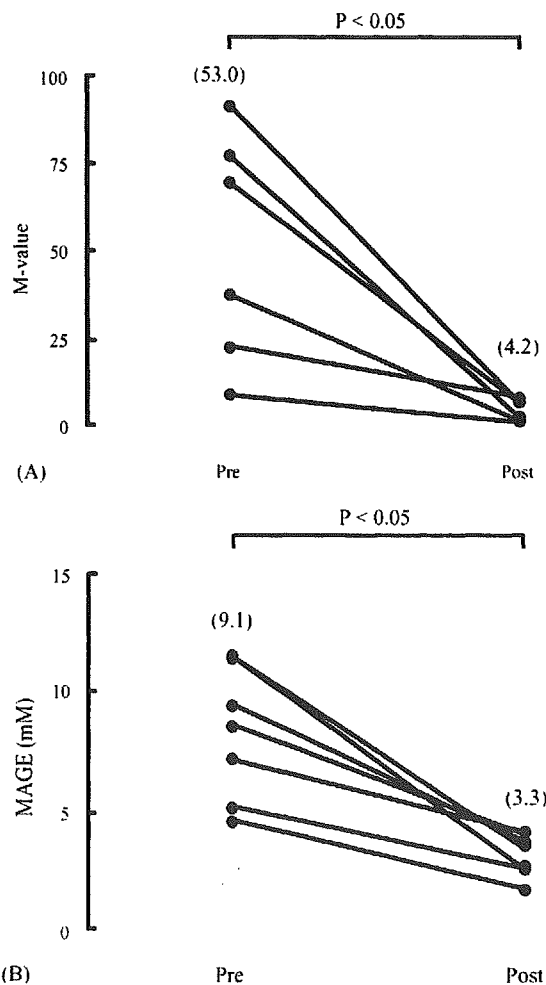 P < 0.05
(53.0)
100
75
50
25
0
M-value
(4.2)
(A)
Pre
Post
P < 0.05
15
(9.1)
10
MAGE (mM)
(3.3)
5
0
(B)
Pre
Post